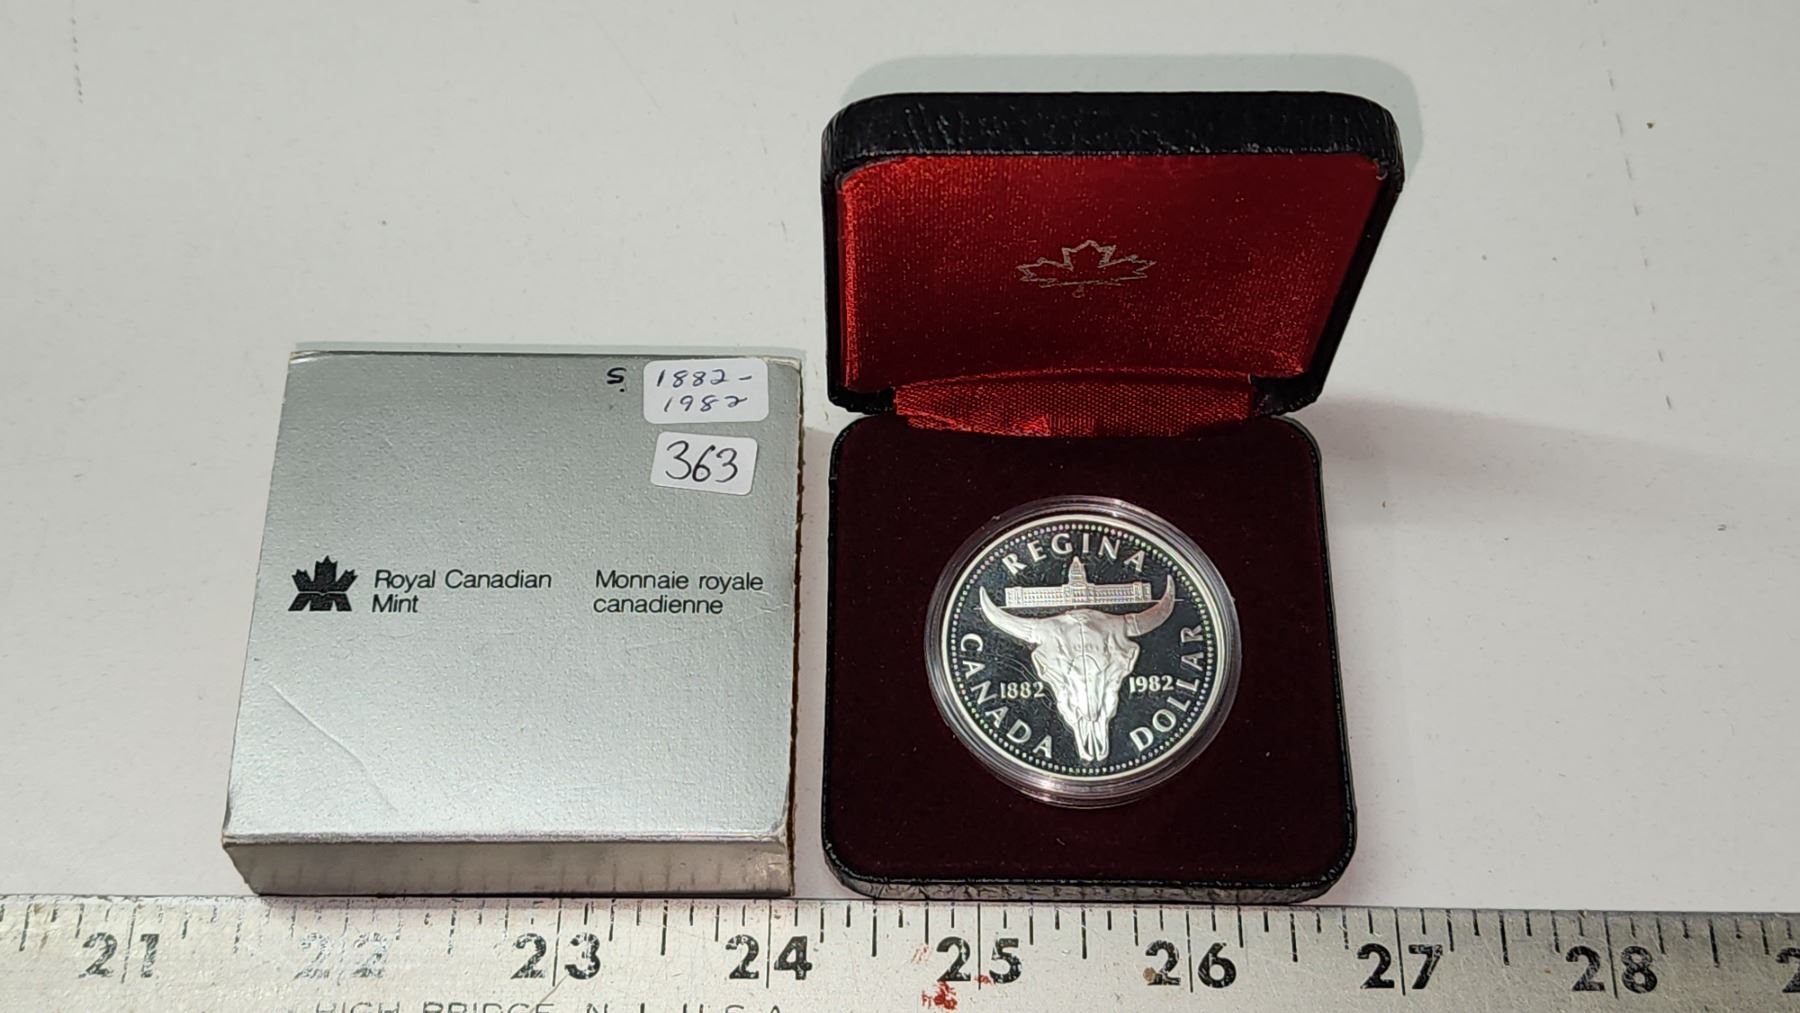 S
1882-
1982
363
Royal Canadian
Mint
Monnaie royale
canadienne
REGINA
1882 1982
CANADA DOLLAR
21 22 23 24 25 26 27 28
HIGH BRIDGE, N.J. U.S.A.